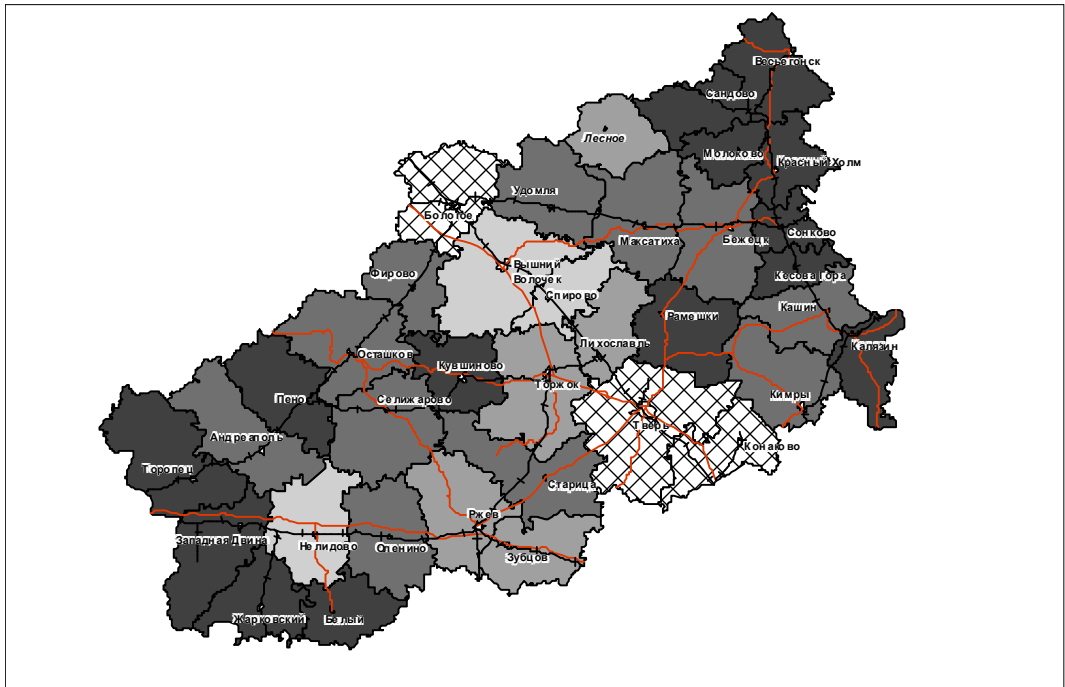 Весьегонск
Сандово
Лесное
Молоково
Красный Холм
Удомля
Болотое
Сонково
Максатиха
Бежецк
Фирово
Вышний
Волочек
Кесова Гора
Спирово
Кашин
Рамешки
Лихославль
Калязин
Осташков
Кувшиново
Торжок
Кимры
Пено
Селижарово
Тверь
Андреаполь
Конаково
Торопец
Старица
Ржев
Западная Двина
Нелидово
Оленино
Зубцов
Жарковский
Белый